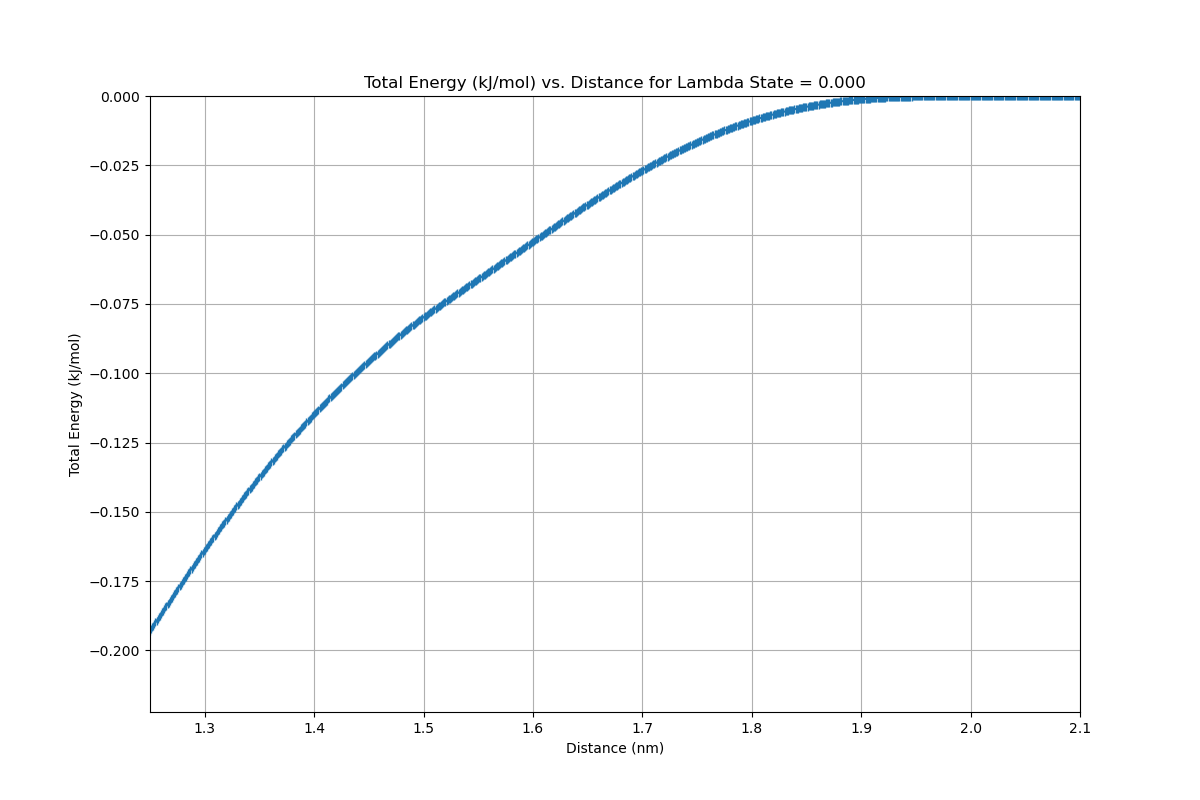 Total Energy (kJ/mol) vs. Distance for Lambda State = 0.000
Total Energy (kJ/mol)
0.000
−0.025
−0.050
−0.075
−0.100
−0.125
−0.150
−0.175
−0.200
1.3 1.4 1.5 1.6 1.7 1.8 1.9 2.0 2.1
Distance (nm)